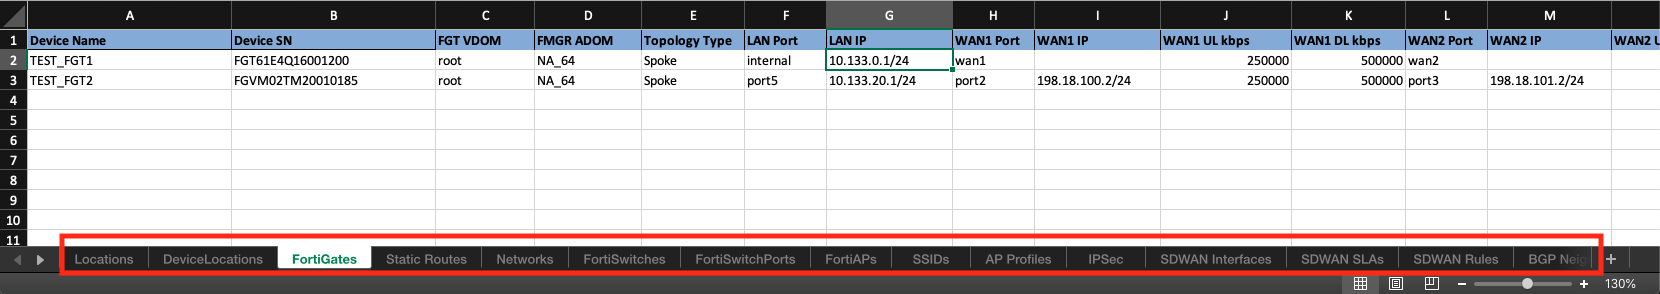 A B C D E F G H I J K L M
1 Device Name Device SN FGT VDOM FMGR ADOM Topology Type LAN Port LAN IP WAN1 Port WAN1 IP WAN1 UL kbps WAN1 DL kbps WAN2 Port WAN2 IP WAN2 U
2 TEST_FGT1 FGT61E4Q16001200 root NA_64 Spoke internal 10.133.0.1/24 wan1 250000 500000 wan2
3 TEST_FGT2 FGVM02TM20010185 root NA_64 Spoke port5 10.133.20.1/24 port2 198.18.100.2/24 250000 500000 port3 198.18.101.2/24
4
5
6
7
8
9
10
11
Locations DeviceLocations FortiGates Static Routes Networks FortiSwitches FortiSwitchPorts FortiAPs SSIDs AP Profiles IPSec SDWAN Interfaces SDWAN SLAs SDWAN Rules BGP Neig +
− + 130%